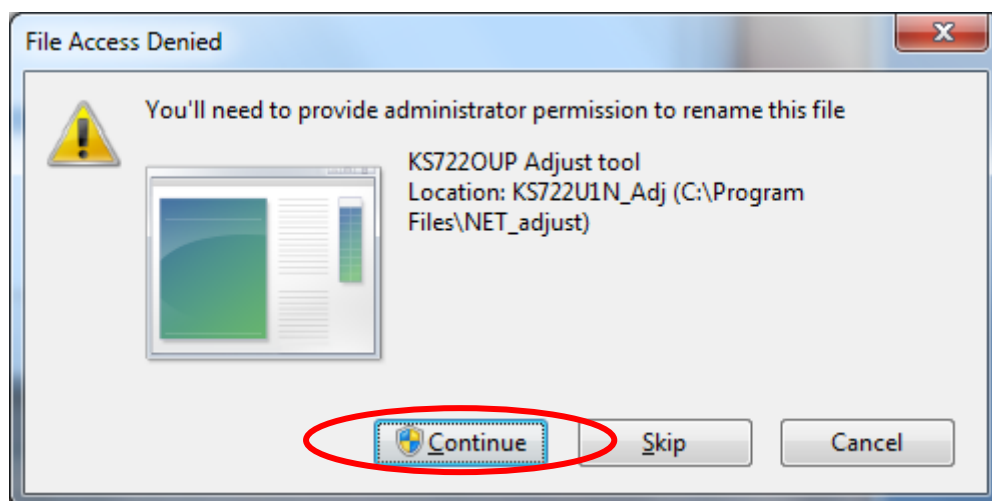 File Access Denied
You'll need to provide administrator permission to rename this file
KS722OUP Adjust tool
Location: KS722U1N_Adj (C:\Program
Files\NET_adjust)
Continue
Skip
Cancel